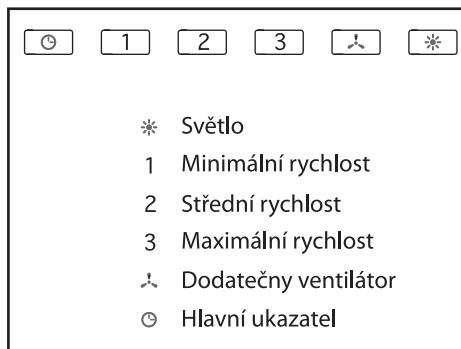 1 2 3
Světlo
1 Minimální rychlost
2 Střední rychlost
3 Maximální rychlost
Dodatečny ventilátor
Hlavní ukazatel